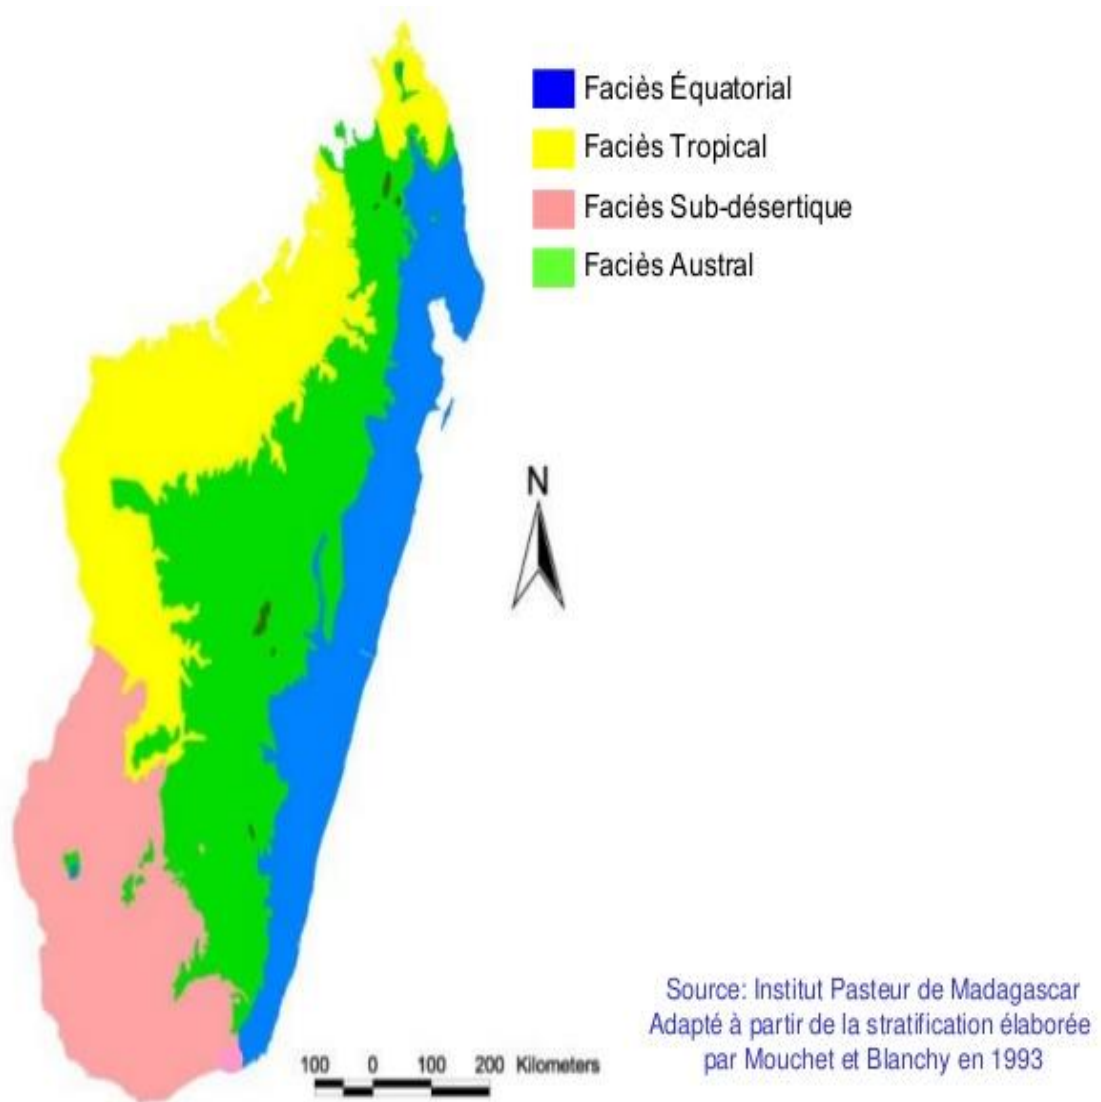 Faciès Équatorial
Faciès Tropical
Faciès Sub-désertique
Faciès Austral
N
100 0 100 200 Kilometers
Source: Institut Pasteur de Madagascar
Adapté à partir de la stratification élaborée
par Mouchet et Blanchy en 1993